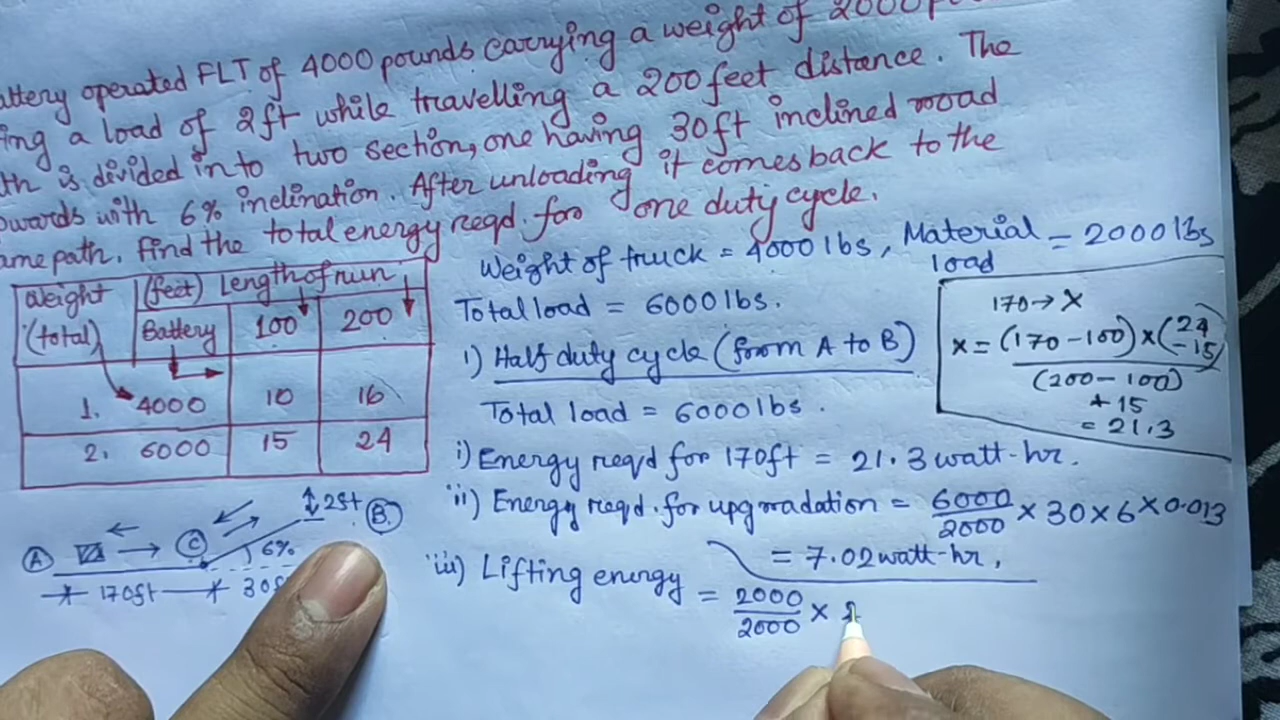 operated FLT of 4000 pounds carrying a weight of 2000
a load of 2ft while travelling a 200 feet distance. The
is divided into two section, one having 30ft inclined road
with 6% inclination. After unloading it comes back to the
path. Find the total energy reqd. for one duty cycle.
Weight of truck = 4000 lbs, Material load = 2000 lbs
Total load = 6000 lbs.
Weight (total) (feet) Length of run
Battery 100 200
1. 4000 10 16
2. 6000 15 24
1) Half duty cycle (from A to B)
Total load = 6000 lbs.
170 → X
X = (170-100) × (24-15)
(200-100)
+ 15
= 21.3
i) Energy reqd for 170ft = 21.3 watt-hr.
ii) Energy reqd. for upgradation = 6000/2000 × 30 × 6 × 0.013
= 7.02 watt-hr,
iii) Lifting energy = 2000/2000 ×
2ft B.
A C 6%
170ft 30